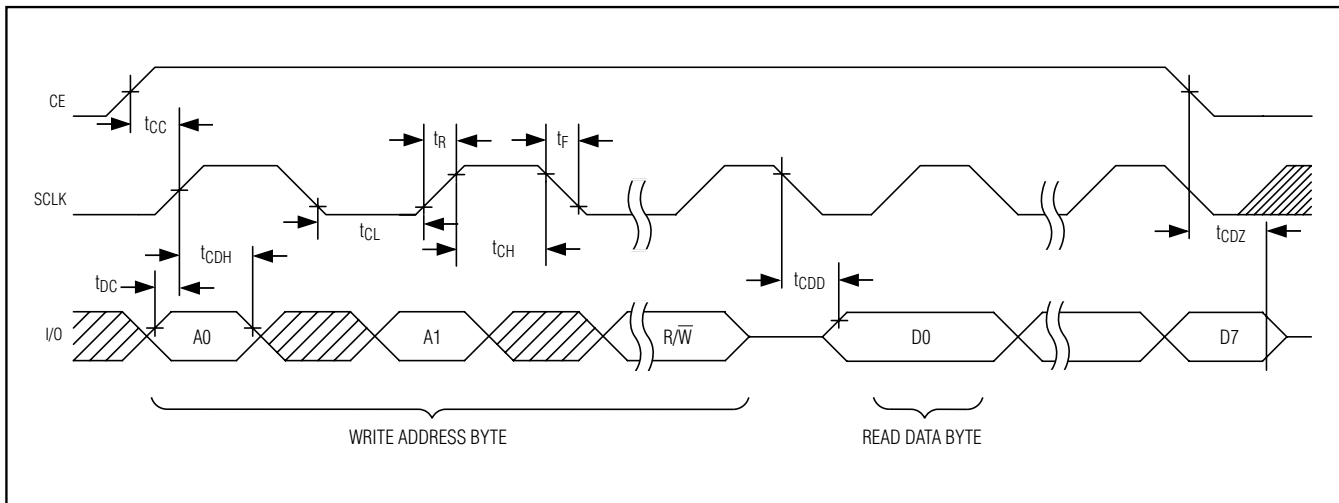 CE
tCC
tR
tF
SCLK
tCL
tCDZ
tCDH
tCH
tDC
tCDD
I/O
A0
A1
R/W̅
D0
D7
WRITE ADDRESS BYTE
READ DATA BYTE